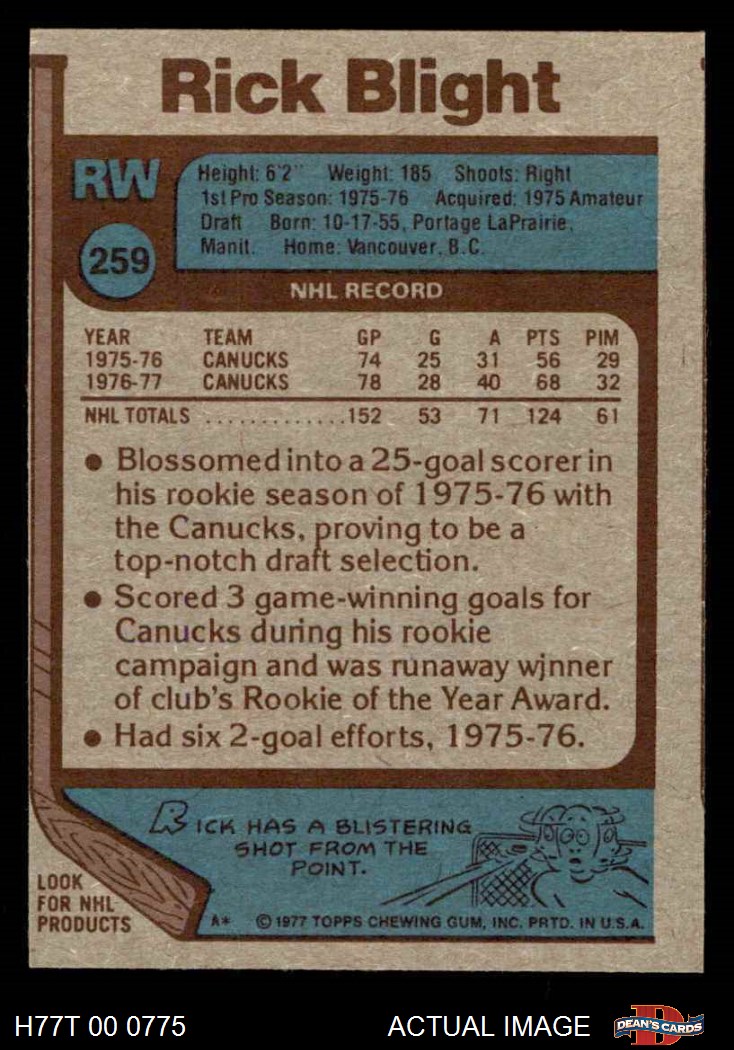 Rick Blight
RW
259
Height: 6'2" Weight: 185 Shoots: Right
1st Pro Season: 1975-76 Acquired: 1975 Amateur
Draft Born: 10-17-55, Portage LaPrairie,
Manit. Home: Vancouver, B.C.
NHL RECORD
YEAR TEAM GP G A PTS PIM
1975-76 CANUCKS 74 25 31 56 29
1976-77 CANUCKS 78 28 40 68 32
NHL TOTALS ..............152 53 71 124 61
● Blossomed into a 25-goal scorer in
his rookie season of 1975-76 with
the Canucks, proving to be a
top-notch draft selection.
● Scored 3 game-winning goals for
Canucks during his rookie
campaign and was runaway winner
of club's Rookie of the Year Award.
● Had six 2-goal efforts, 1975-76.
RICK HAS A BLISTERING
SHOT FROM THE
POINT.
LOOK
FOR NHL
PRODUCTS
A* © 1977 TOPPS CHEWING GUM, INC. PRTD. IN U.S.A.
H77T 00 0775 ACTUAL IMAGE
D
DEAN'S CARDS